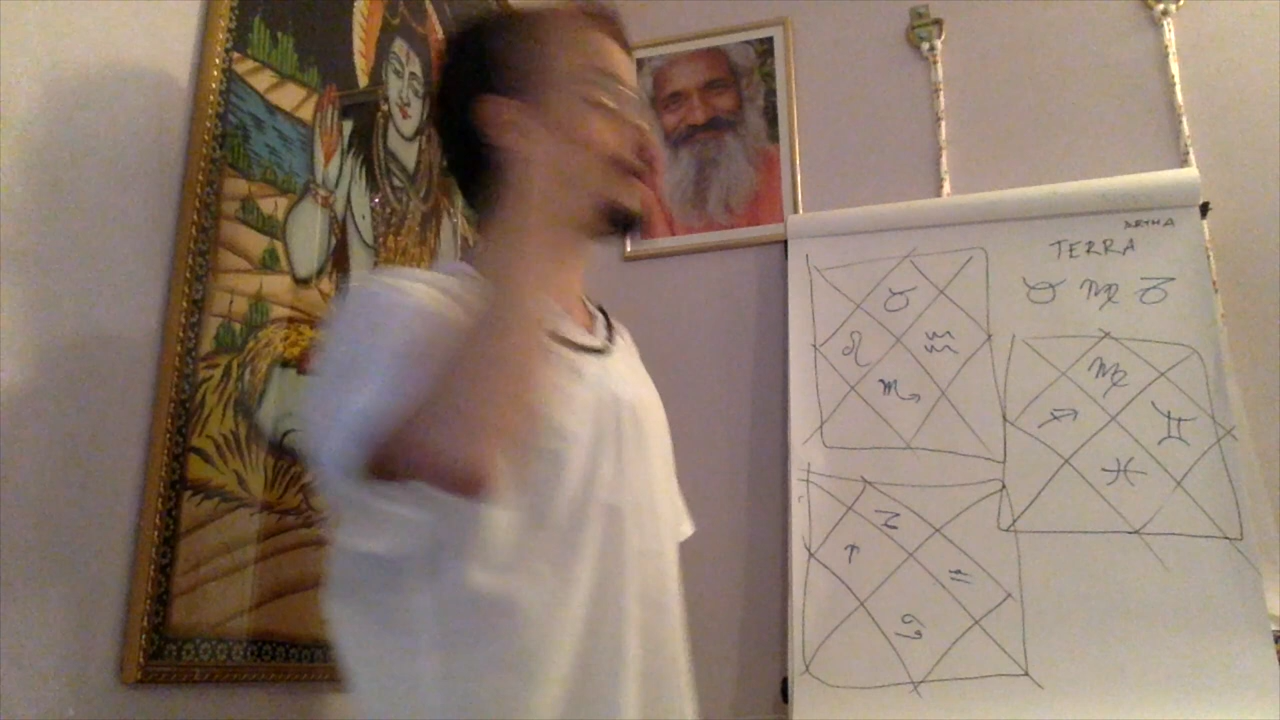 ARTHA
TERRA
♉ ♍ ♑
♉
♌ ♒
♏
♍
♐ ♊
♓
♑
♋